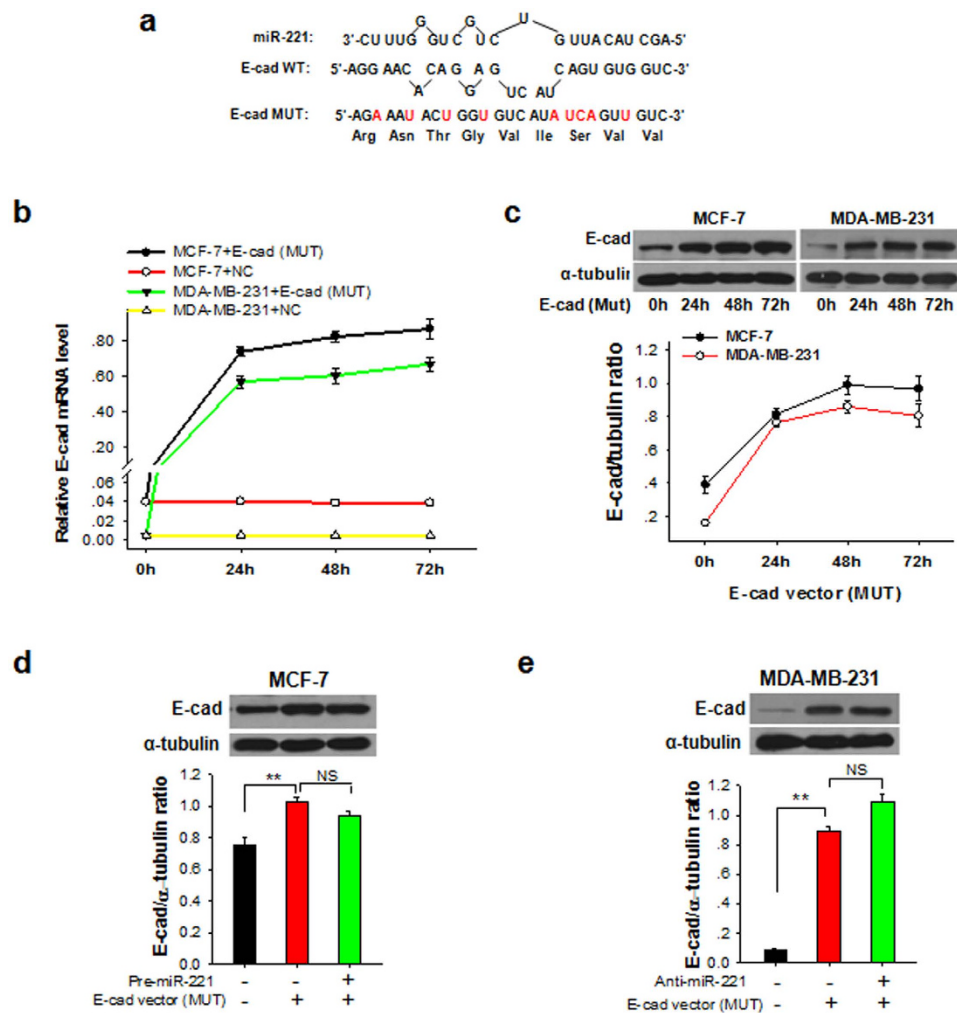 a
G G U
miR-221: 3'-CU UUG GUC UC GUUACAUCGA-5'
E-cad WT: 5'-AGG AAC CAG AG CAGU GUG GUC-3'
A G UC AU
E-cad MUT: 5'-AGA AAU ACU GGU GUC AUA UCA GUU GUC-3'
Arg Asn Thr Gly Val Ile Ser Val Val
b
MCF-7+E-cad (MUT)
MCF-7+NC
MDA-MB-231+E-cad (MUT)
MDA-MB-231+NC
Relative E-cad mRNA level
.80
.60
.40
.20
.06
0.04
0.02
0.00
0h 24h 48h 72h
c
MCF-7 MDA-MB-231
E-cad
α-tubulin
E-cad (Mut) 0h 24h 48h 72h 0h 24h 48h 72h
MCF-7
MDA-MB-231
E-cad/tubulin ratio
1.2
1.0
.8
.6
.4
.2
0h 24h 48h 72h
E-cad vector (MUT)
d
MCF-7
E-cad
α-tubulin
E-cad/α-tubulin ratio
1.2
1.0
0.8
0.6
0.4
0.2
0.0
** NS
Pre-miR-221 - - +
E-cad vector (MUT) - + +
e
MDA-MB-231
E-cad
α-tubulin
E-cad/α-tubulin ratio
1.2
1.0
.8
.6
.4
.2
0.0
** NS
Anti-miR-221 - - +
E-cad vector (MUT) - + +